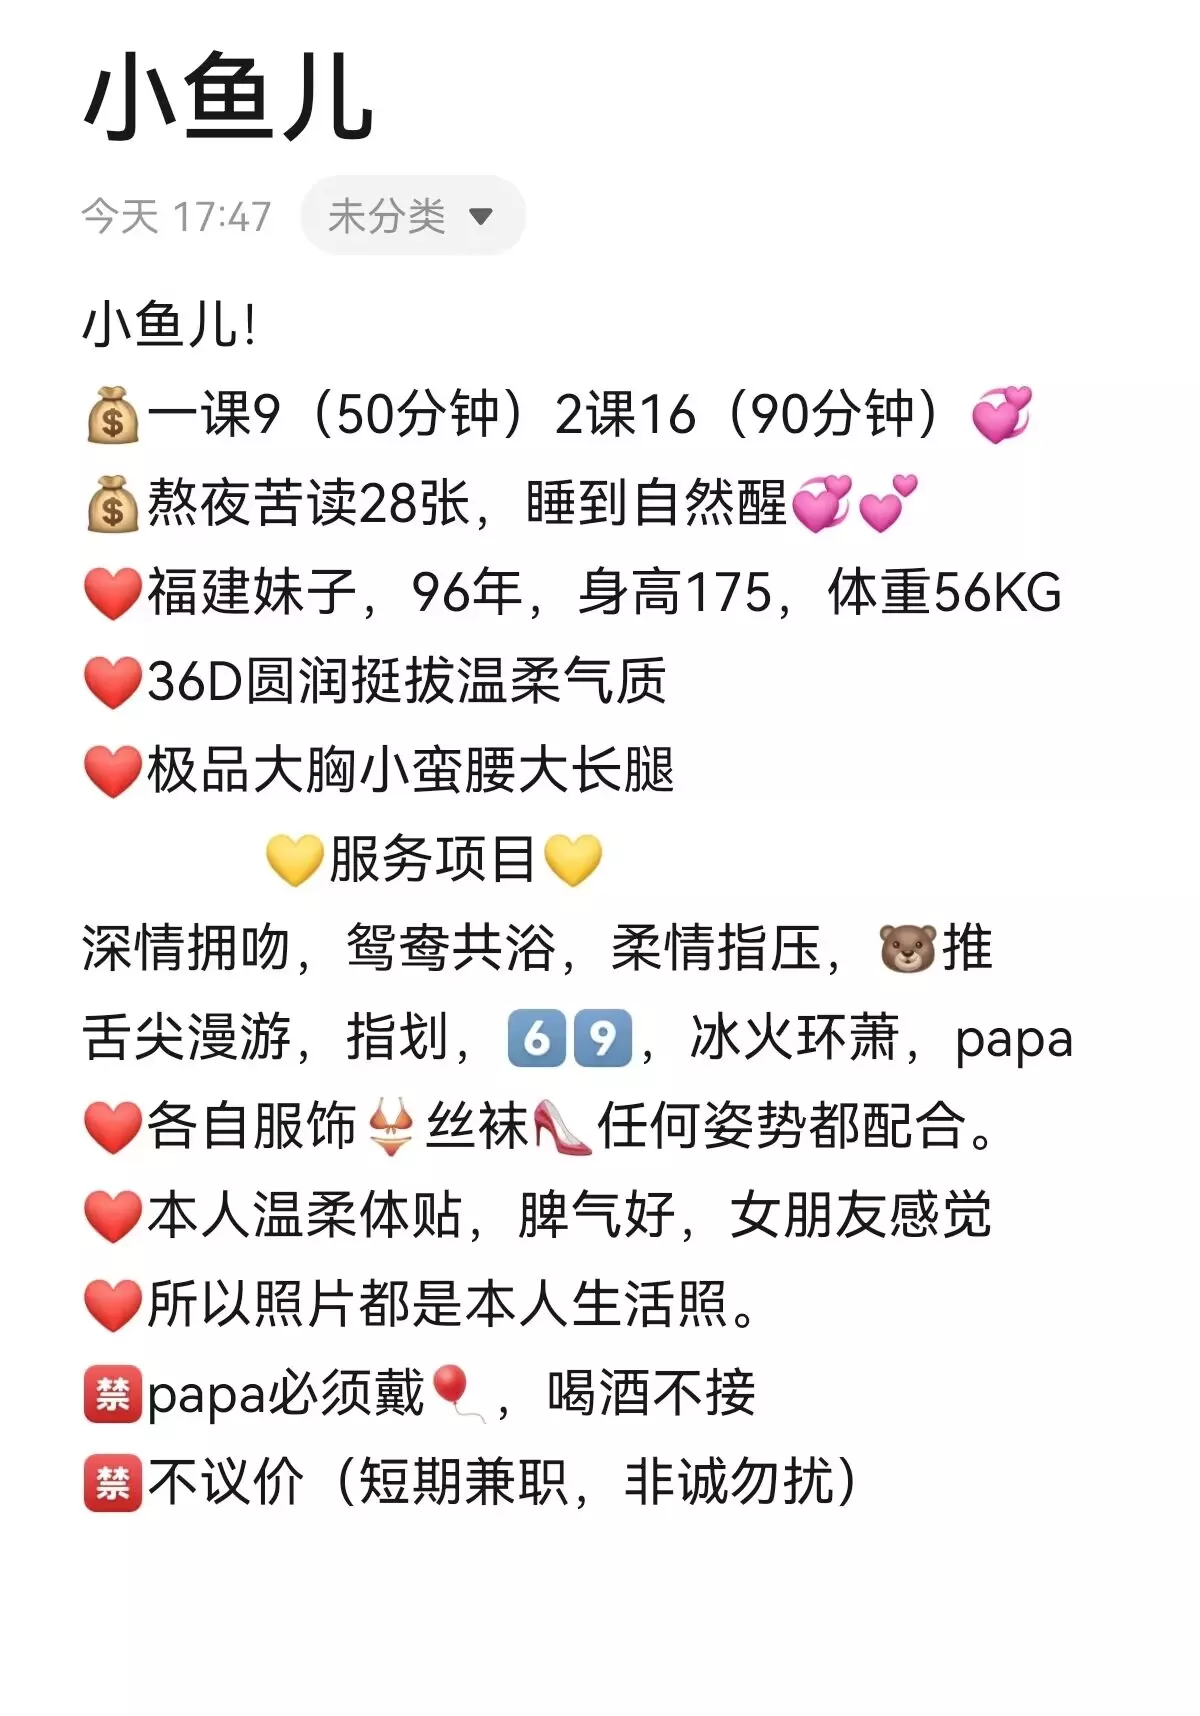 小鱼儿
今天 17:47 未分类
小鱼儿！
💰一课9（50分钟）2课16（90分钟）💞
💰熬夜苦读28张，睡到自然醒💞💕
❤️福建妹子，96年，身高175，体重56KG
❤️36D圆润挺拔温柔气质
❤️极品大胸小蛮腰大长腿
💛服务项目💛
深情拥吻，鸳鸯共浴，柔情指压，🐻推
舌尖漫游，指划，6️⃣9️⃣，冰火环萧，papa
❤️各自服饰👙丝袜👠任何姿势都配合。
❤️本人温柔体贴，脾气好，女朋友感觉
❤️所以照片都是本人生活照。
🈲papa必须戴🎈，喝酒不接
🈲不议价（短期兼职，非诚勿扰）